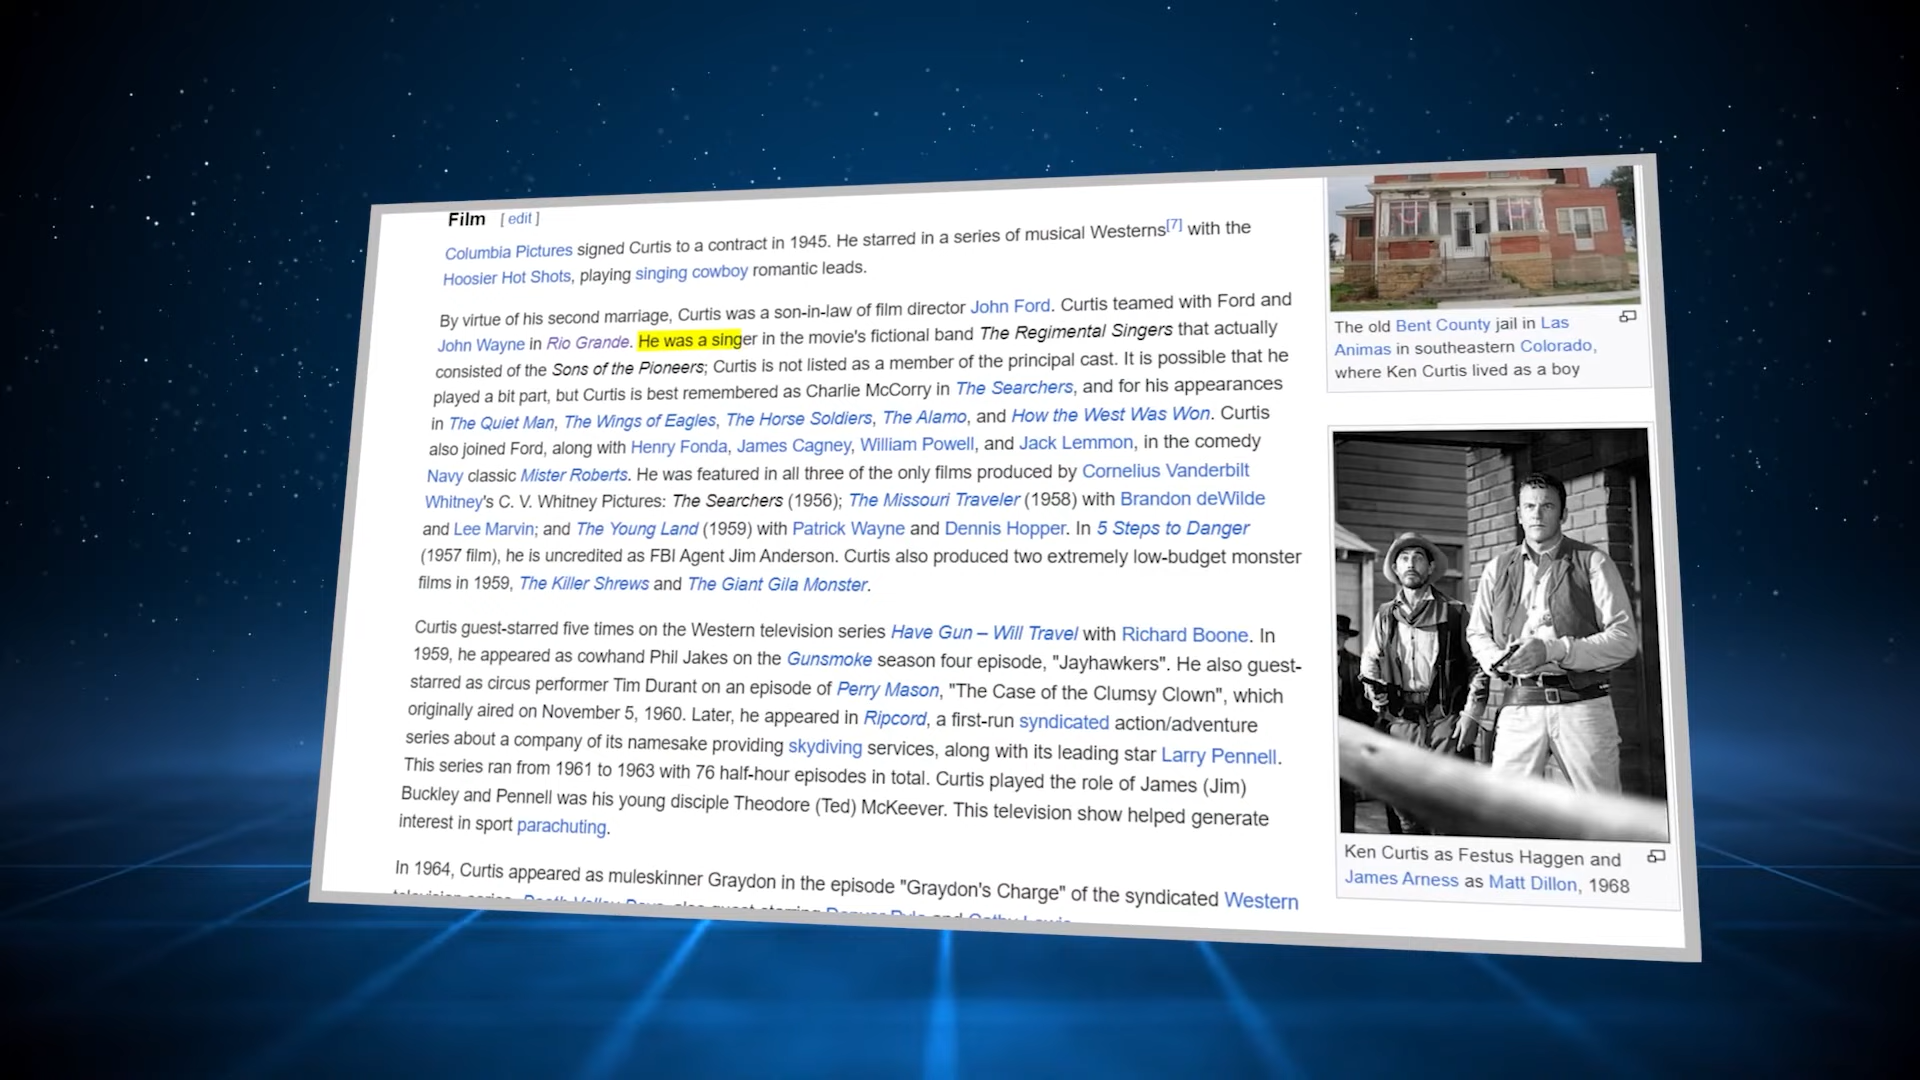 Film [ edit ]
Columbia Pictures signed Curtis to a contract in 1945. He starred in a series of musical Westerns[7] with the
Hoosier Hot Shots, playing singing cowboy romantic leads.
By virtue of his second marriage, Curtis was a son-in-law of film director John Ford. Curtis teamed with Ford and
John Wayne in Rio Grande. He was a singer in the movie's fictional band The Regimental Singers that actually
consisted of the Sons of the Pioneers; Curtis is not listed as a member of the principal cast. It is possible that he
played a bit part, but Curtis is best remembered as Charlie McCorry in The Searchers, and for his appearances
in The Quiet Man, The Wings of Eagles, The Horse Soldiers, The Alamo, and How the West Was Won. Curtis
also joined Ford, along with Henry Fonda, James Cagney, William Powell, and Jack Lemmon, in the comedy
Navy classic Mister Roberts. He was featured in all three of the only films produced by Cornelius Vanderbilt
Whitney's C. V. Whitney Pictures: The Searchers (1956); The Missouri Traveler (1958) with Brandon deWilde
and Lee Marvin; and The Young Land (1959) with Patrick Wayne and Dennis Hopper. In 5 Steps to Danger
(1957 film), he is uncredited as FBI Agent Jim Anderson. Curtis also produced two extremely low-budget monster
films in 1959, The Killer Shrews and The Giant Gila Monster.
Curtis guest-starred five times on the Western television series Have Gun – Will Travel with Richard Boone. In
1959, he appeared as cowhand Phil Jakes on the Gunsmoke season four episode, "Jayhawkers". He also guest-
starred as circus performer Tim Durant on an episode of Perry Mason, "The Case of the Clumsy Clown", which
originally aired on November 5, 1960. Later, he appeared in Ripcord, a first-run syndicated action/adventure
series about a company of its namesake providing skydiving services, along with its leading star Larry Pennell.
This series ran from 1961 to 1963 with 76 half-hour episodes in total. Curtis played the role of James (Jim)
Buckley and Pennell was his young disciple Theodore (Ted) McKeever. This television show helped generate
interest in sport parachuting.
In 1964, Curtis appeared as muleskinner Graydon in the episode "Graydon's Charge" of the syndicated Western
television series, Death Valley Days, also guest starring Denver Pyle and Cathy Lewis.
The old Bent County jail in Las
Animas in southeastern Colorado,
where Ken Curtis lived as a boy
Ken Curtis as Festus Haggen and
James Arness as Matt Dillon, 1968